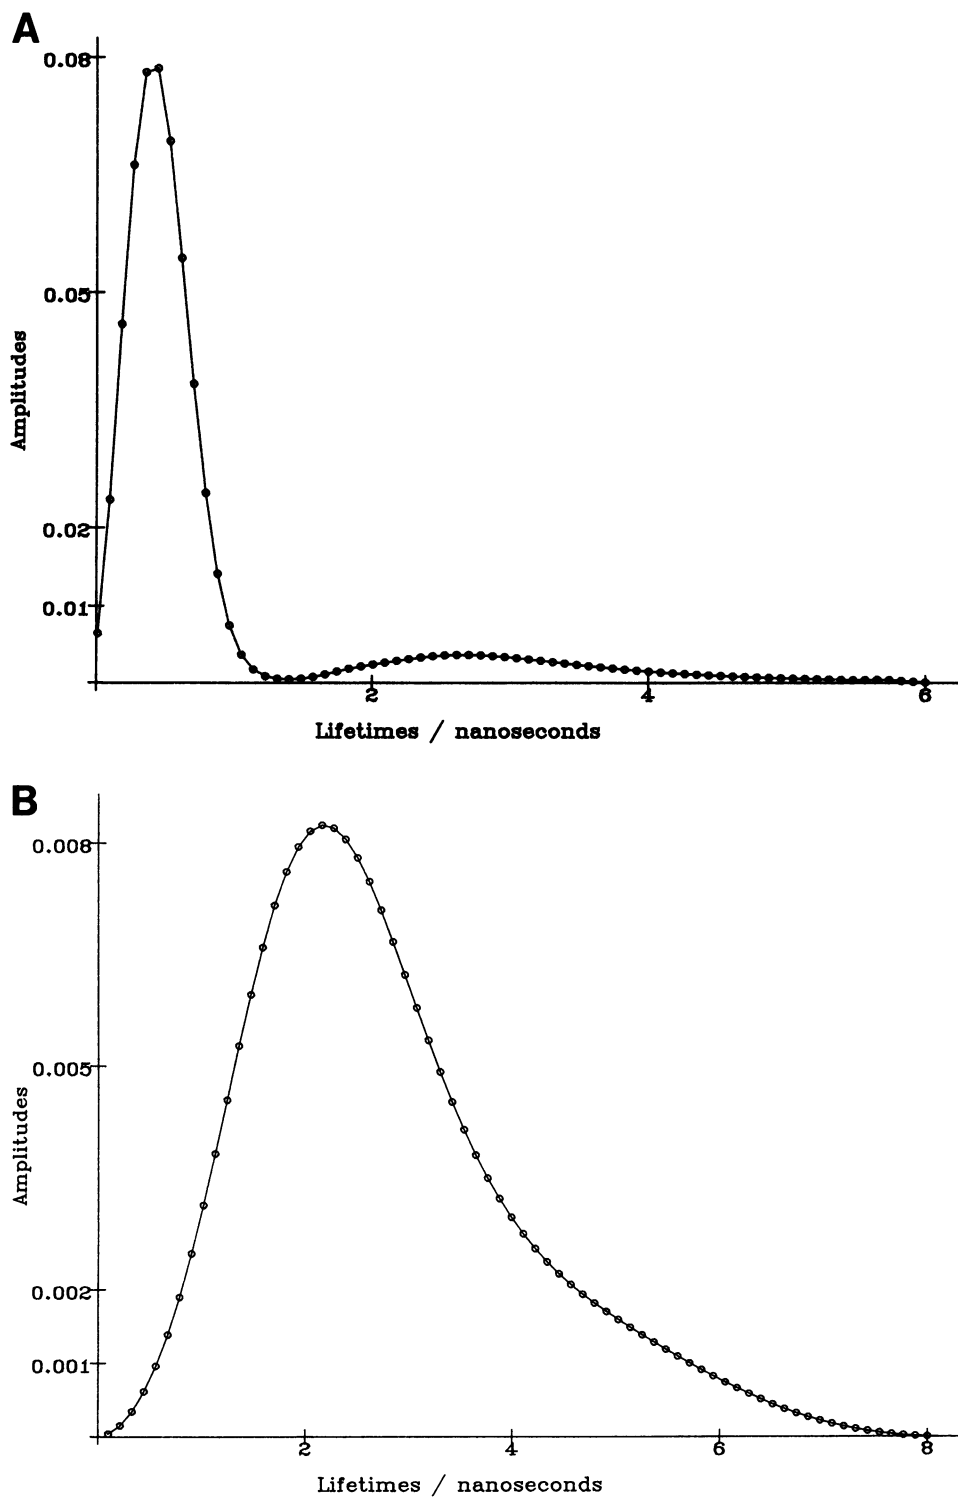 A
0.08
0.05
0.02
0.01
Amplitudes
2 4 6
Lifetimes / nanoseconds
B
0.008
0.005
0.002
0.001
Amplitudes
2 4 6 8
Lifetimes / nanoseconds